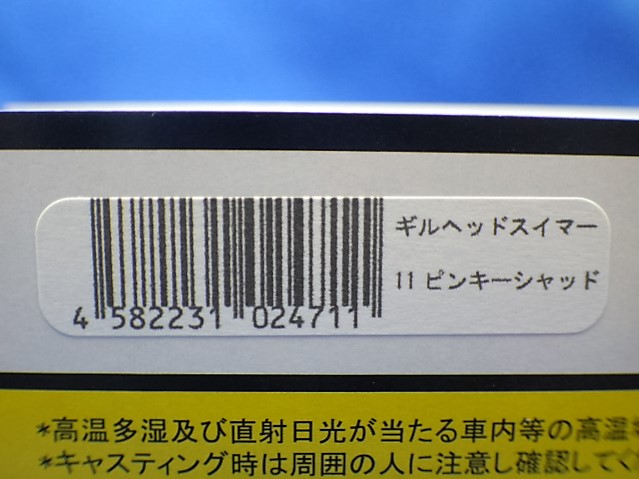 ギルヘッドスイマー
11 ピンキーシャッド
4 582231 024711
*高温多湿及び直射日光が当たる車内等の高温
*キャスティング時は周囲の人に注意し確認してく